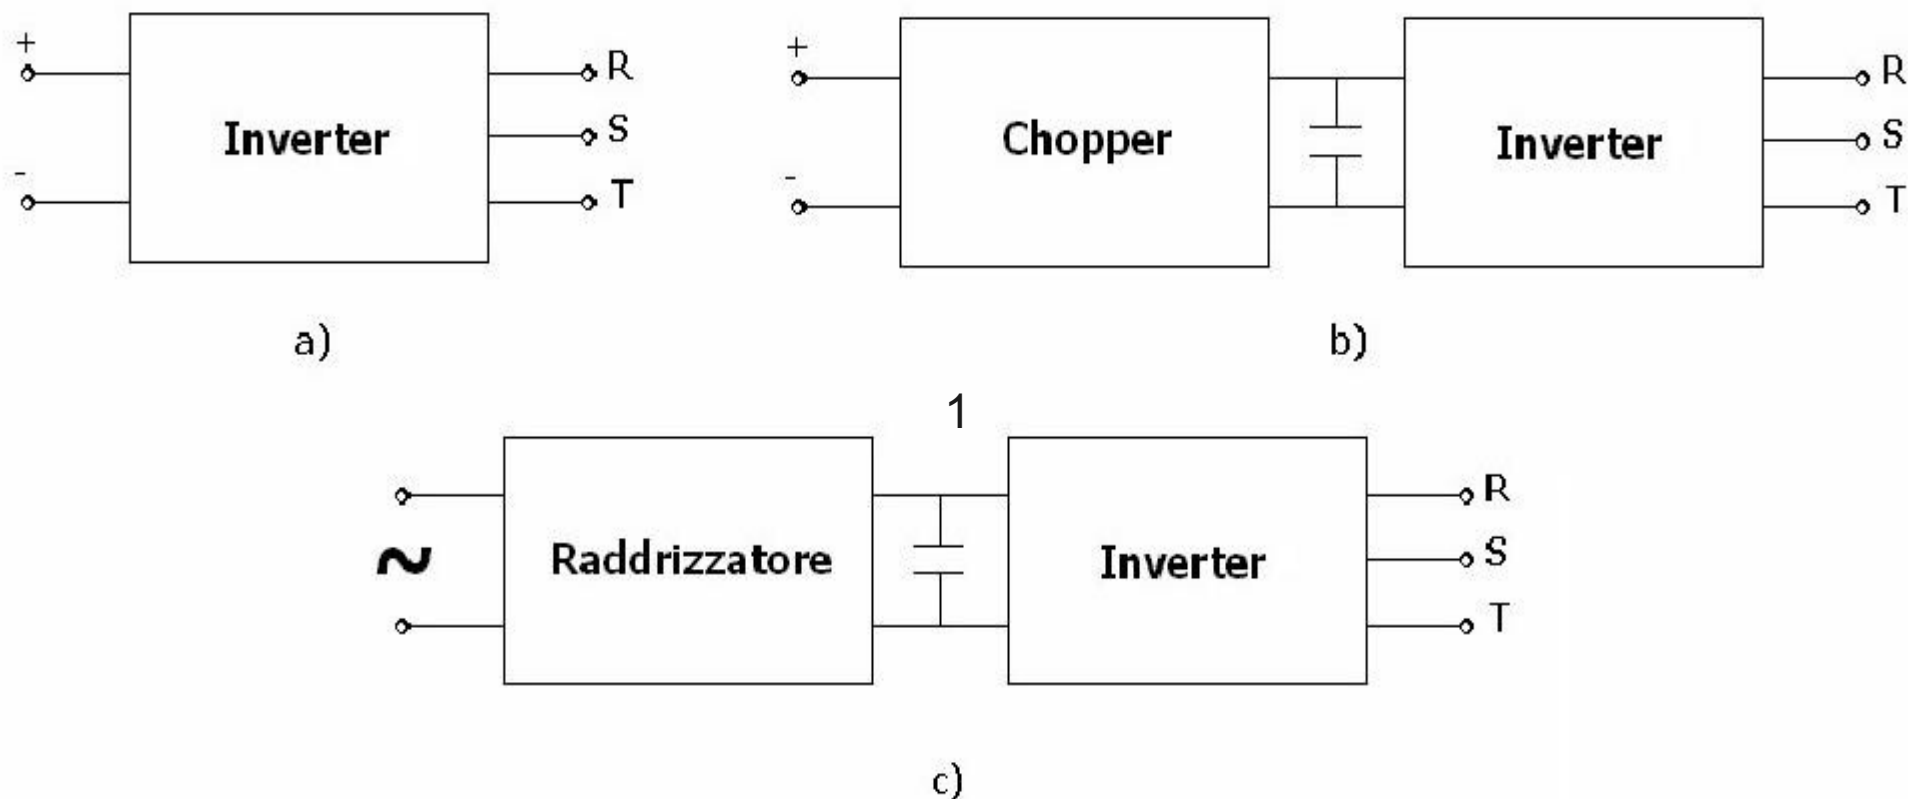 +
-
Inverter
R
S
T
a)
+
-
Chopper
Inverter
R
S
T
b)
1
~
Raddrizzatore
Inverter
R
S
T
c)